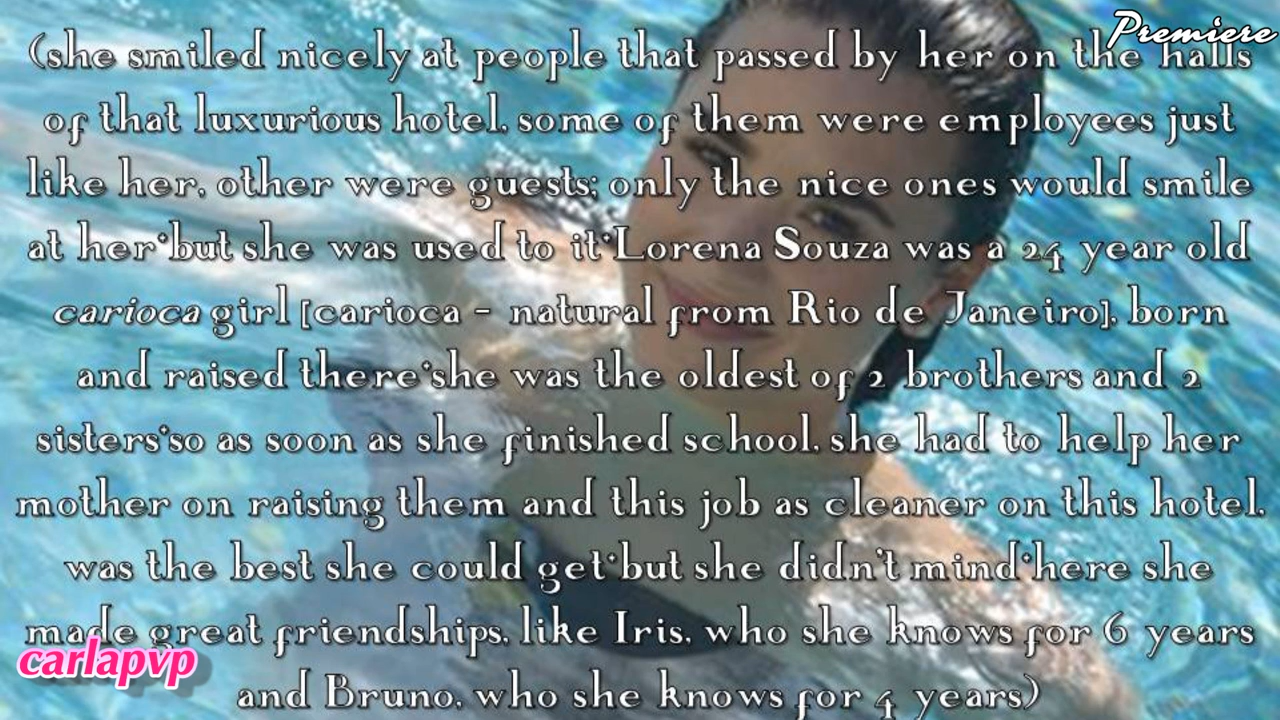 Premiere
(she smiled nicely at people that passed by her on the halls
of that luxurious hotel, some of them were employees just
like her, other were guests; only the nice ones would smile
at her*but she was used to it*Lorena Souza was a 24 year old
carioca girl [carioca - natural from Rio de Janeiro], born
and raised there*she was the oldest of 2 brothers and 2
sisters*so as soon as she finished school, she had to help her
mother on raising them and this job as cleaner on this hotel,
was the best she could get*but she didn't mind*here she
made great friendships, like Iris, who she knows for 6 years
and Bruno, who she knows for 4 years)
carlapvp